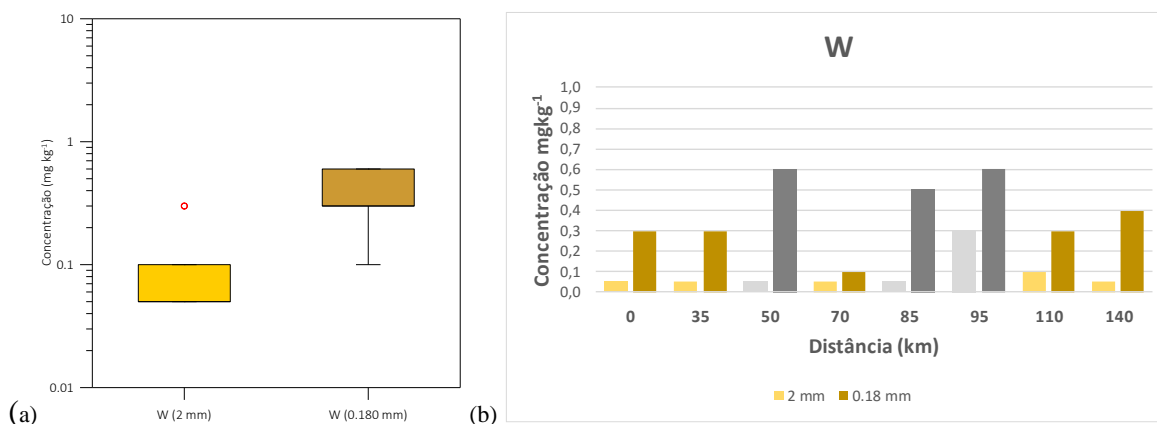 10
1
0.1
0.01
Concentração (mg kg⁻¹)
W (2 mm)
W (0.180 mm)
(a)
W
1,0
0,9
0,8
0,7
0,6
0,5
0,4
0,3
0,2
0,1
0,0
Concentração mgkg⁻¹
0 35 50 70 85 95 110 140
Distância (km)
2 mm 0.18 mm
(b)